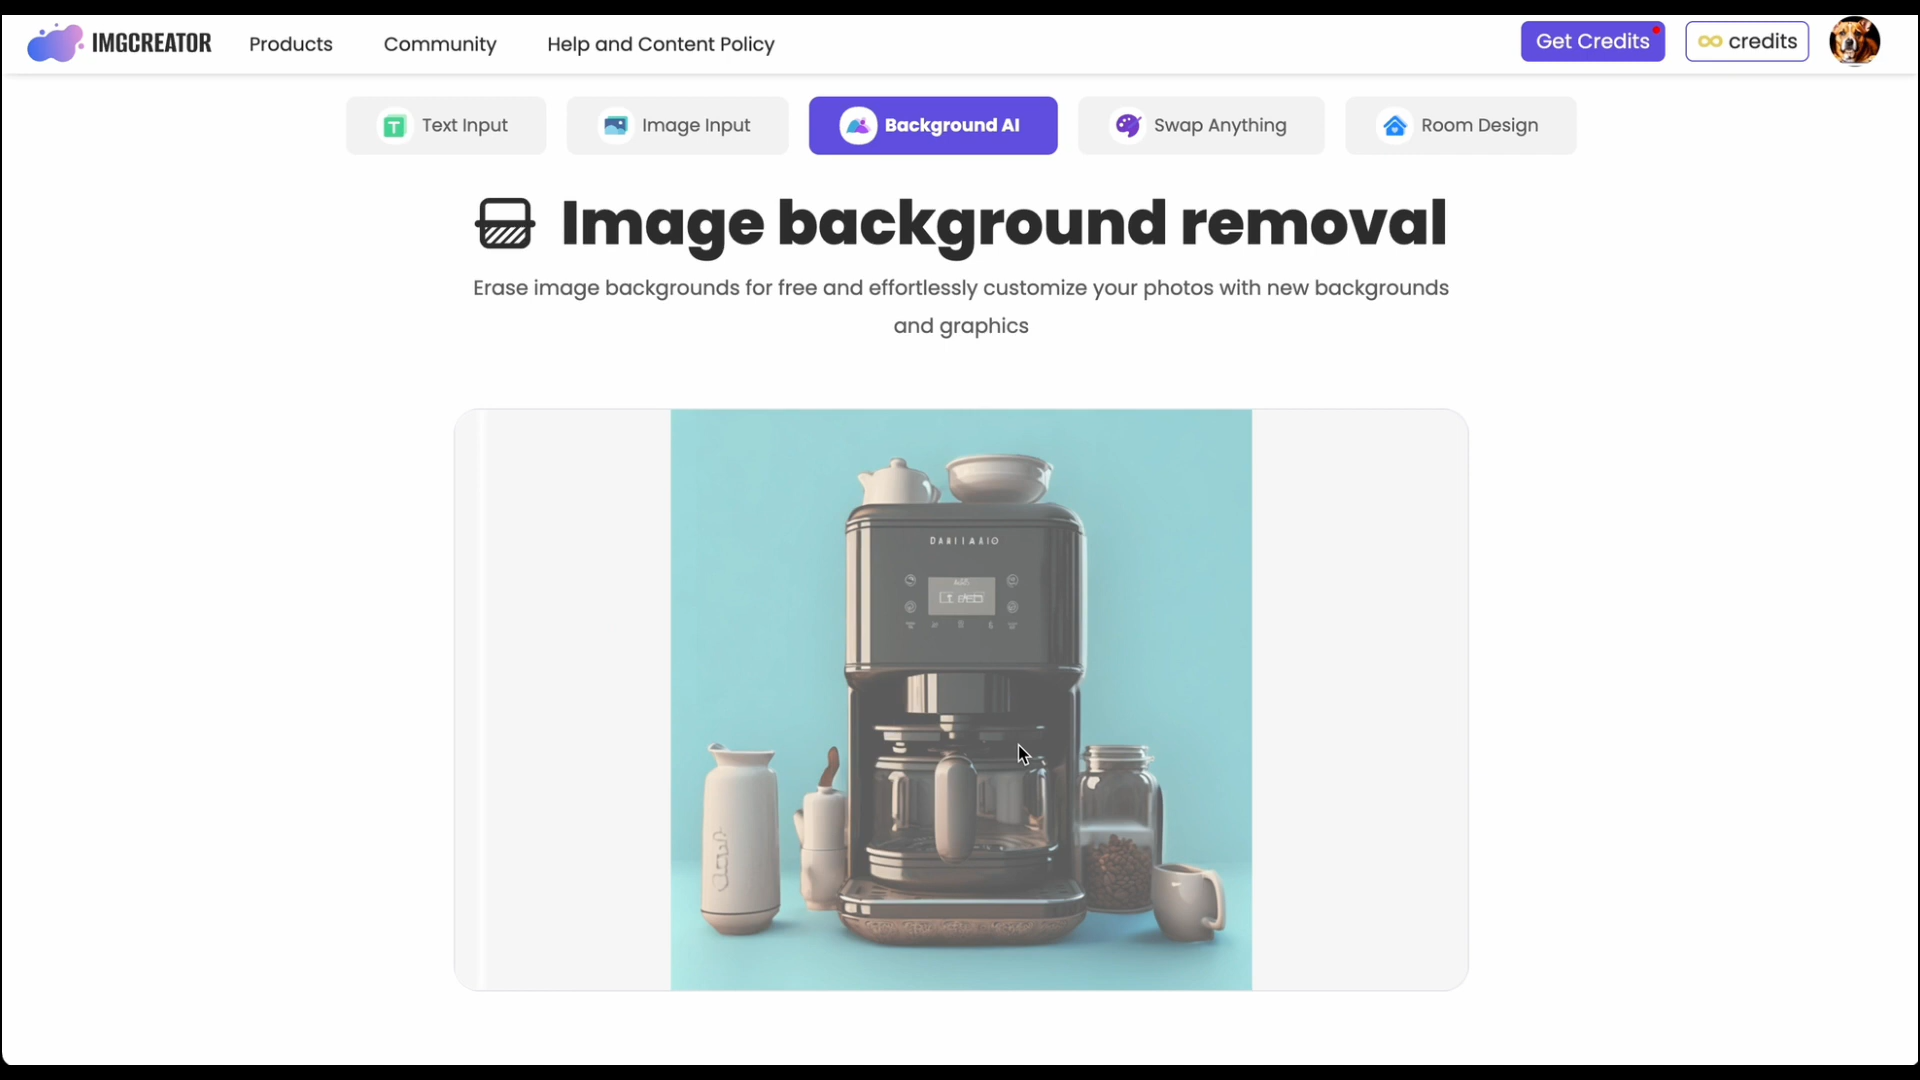 IMGCREATOR
Products
Community
Help and Content Policy
Get Credits
credits
Text Input
Image Input
Background AI
Swap Anything
Room Design
Image background removal
Erase image backgrounds for free and effortlessly customize your photos with new backgrounds
and graphics